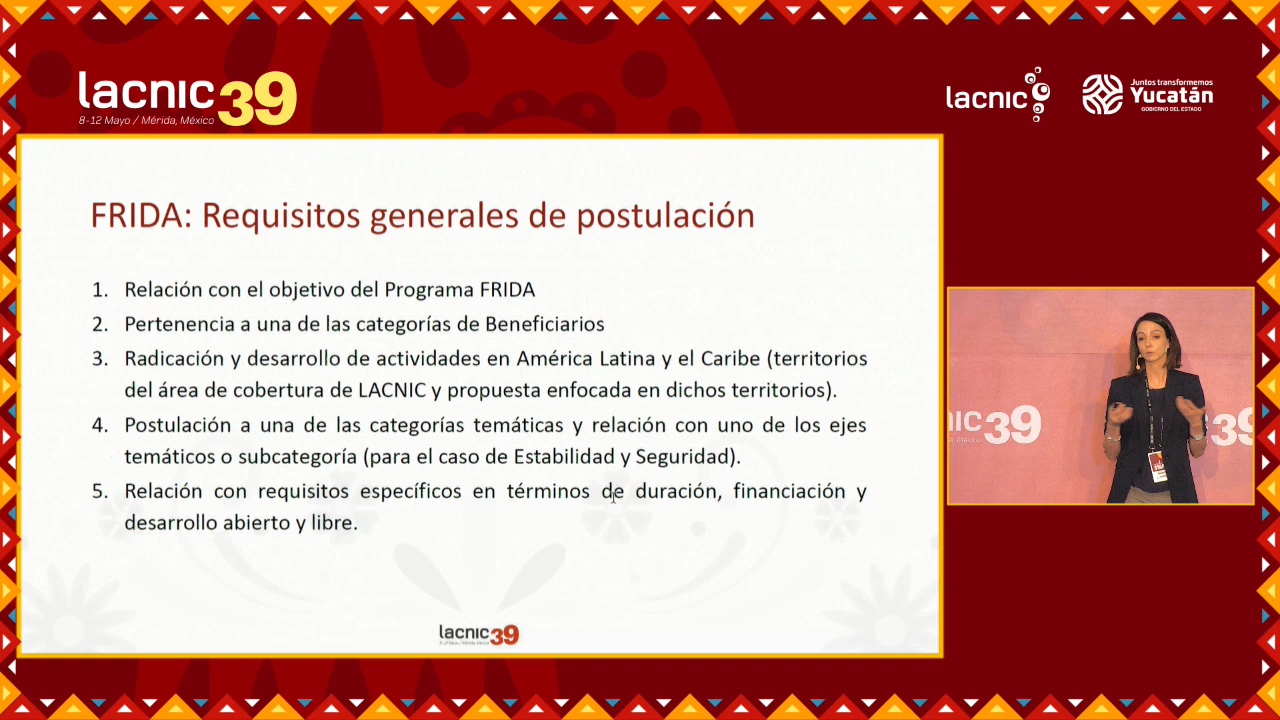 lacnic39
8-12 Mayo / Mérida, México
lacnic
Juntos transformemos
Yucatán
GOBIERNO DEL ESTADO
FRIDA: Requisitos generales de postulación
1. Relación con el objetivo del Programa FRIDA
2. Pertenencia a una de las categorías de Beneficiarios
3. Radicación y desarrollo de actividades en América Latina y el Caribe (territorios
del área de cobertura de LACNIC y propuesta enfocada en dichos territorios).
4. Postulación a una de las categorías temáticas y relación con uno de los ejes
temáticos o subcategoría (para el caso de Estabilidad y Seguridad).
5. Relación con requisitos específicos en términos de duración, financiación y
desarrollo abierto y libre.
lacnic39
nic39
39